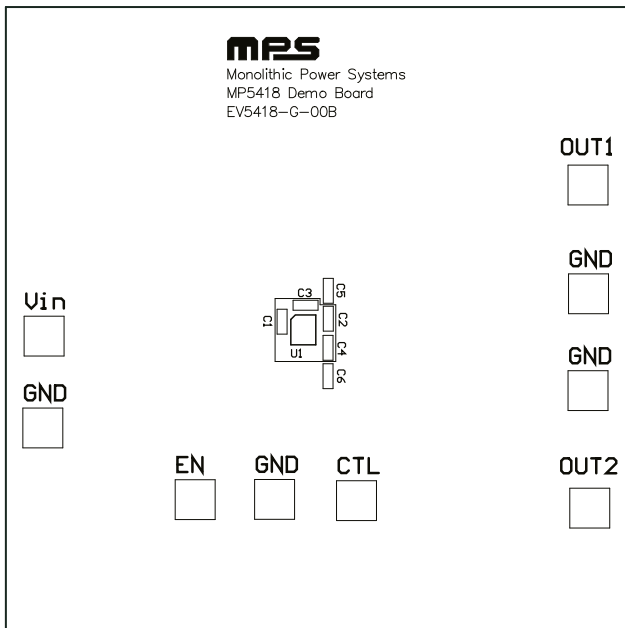 MPS
Monolithic Power Systems
MP5418 Demo Board
EV5418-G-00B
OUT1
GND
Vin
C5
C3
C1
C2
U1
C4
C6
GND
GND
EN
GND
CTL
OUT2